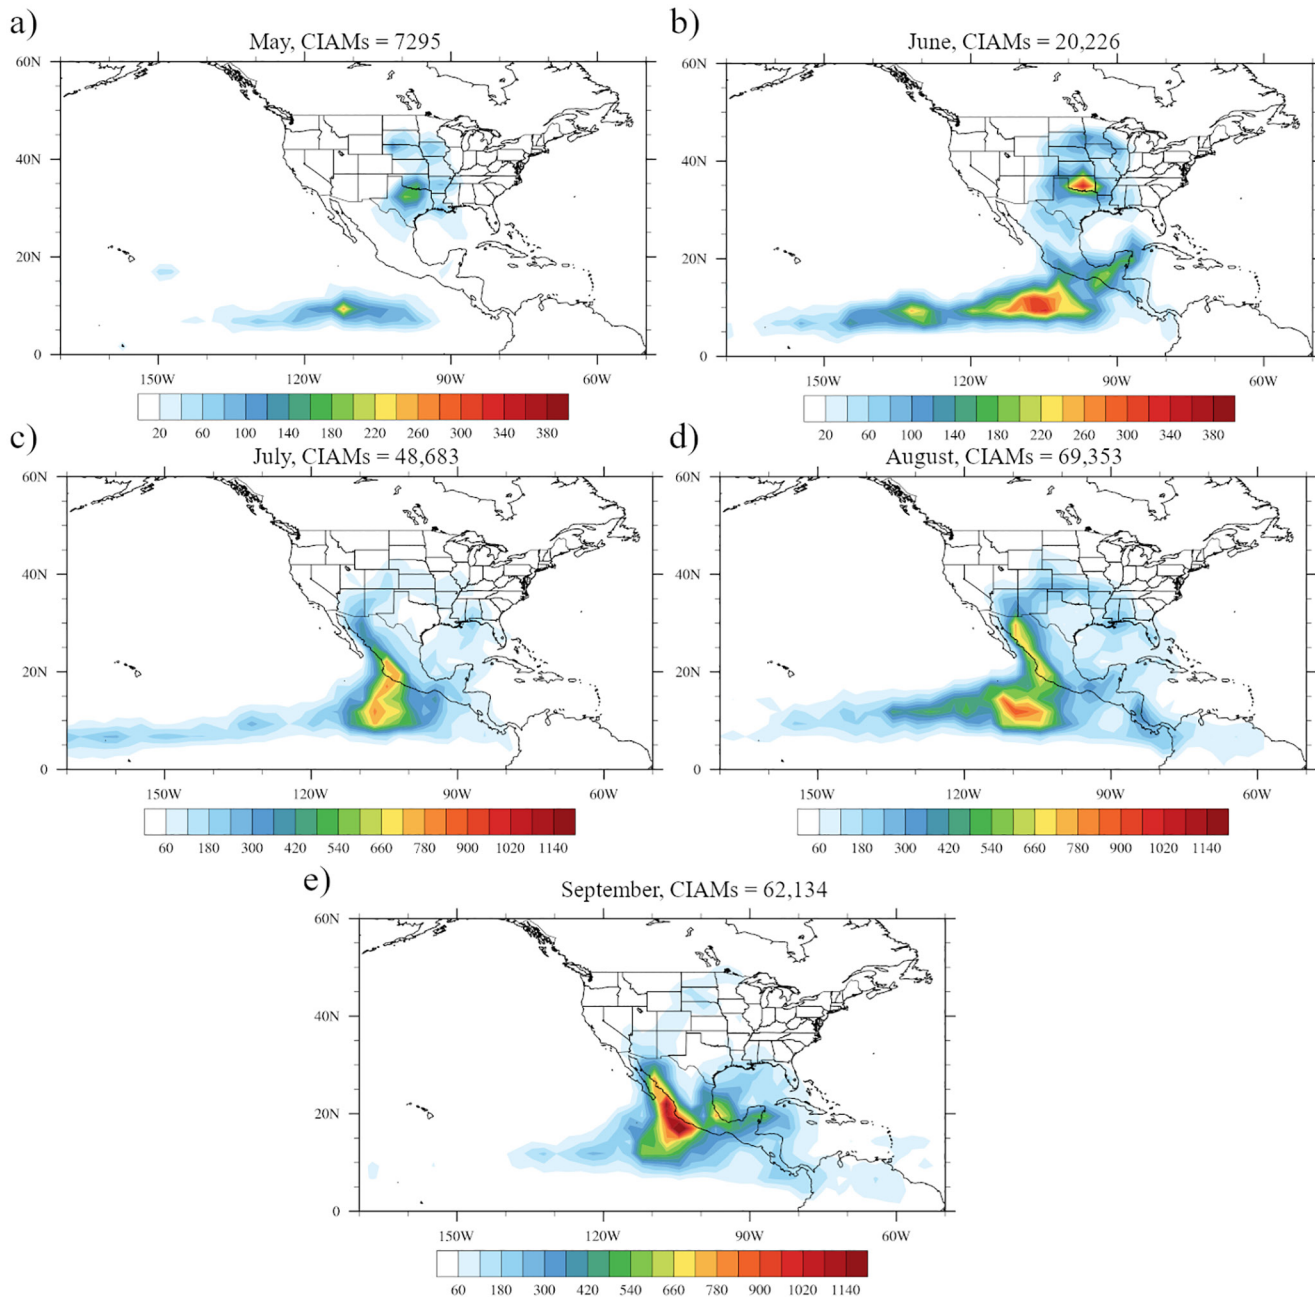 a)
May, CIAMs = 7295
60N
40N
20N
0
150W 120W 90W 60W
20 60 100 140 180 220 260 300 340 380
b)
June, CIAMs = 20,226
60N
40N
20N
0
150W 120W 90W 60W
20 60 100 140 180 220 260 300 340 380
c)
July, CIAMs = 48,683
60N
40N
20N
0
150W 120W 90W 60W
60 180 300 420 540 660 780 900 1020 1140
d)
August, CIAMs = 69,353
60N
40N
20N
0
150W 120W 90W 60W
60 180 300 420 540 660 780 900 1020 1140
e)
September, CIAMs = 62,134
60N
40N
20N
0
150W 120W 90W 60W
60 180 300 420 540 660 780 900 1020 1140